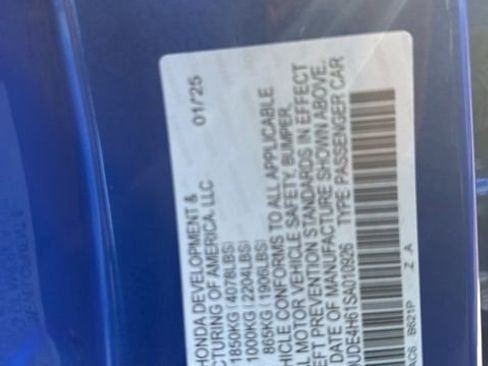 HONDA DEVELOPMENT &
CTURING OF AMERICA, LLC 01/25
1850KG (4078LBS)
1000KG (2204LBS)
865KG (1906LBS)
HICLE CONFORMS TO ALL APPLICABLE
L MOTOR VEHICLE SAFETY, BUMPER,
EFT PREVENTION STANDARDS IN EFFECT
DATE OF MANUFACTURE SHOWN ABOVE.
UDE4H61SA010926 TYPE PASSENGER CAR
AC6 B621P Z A